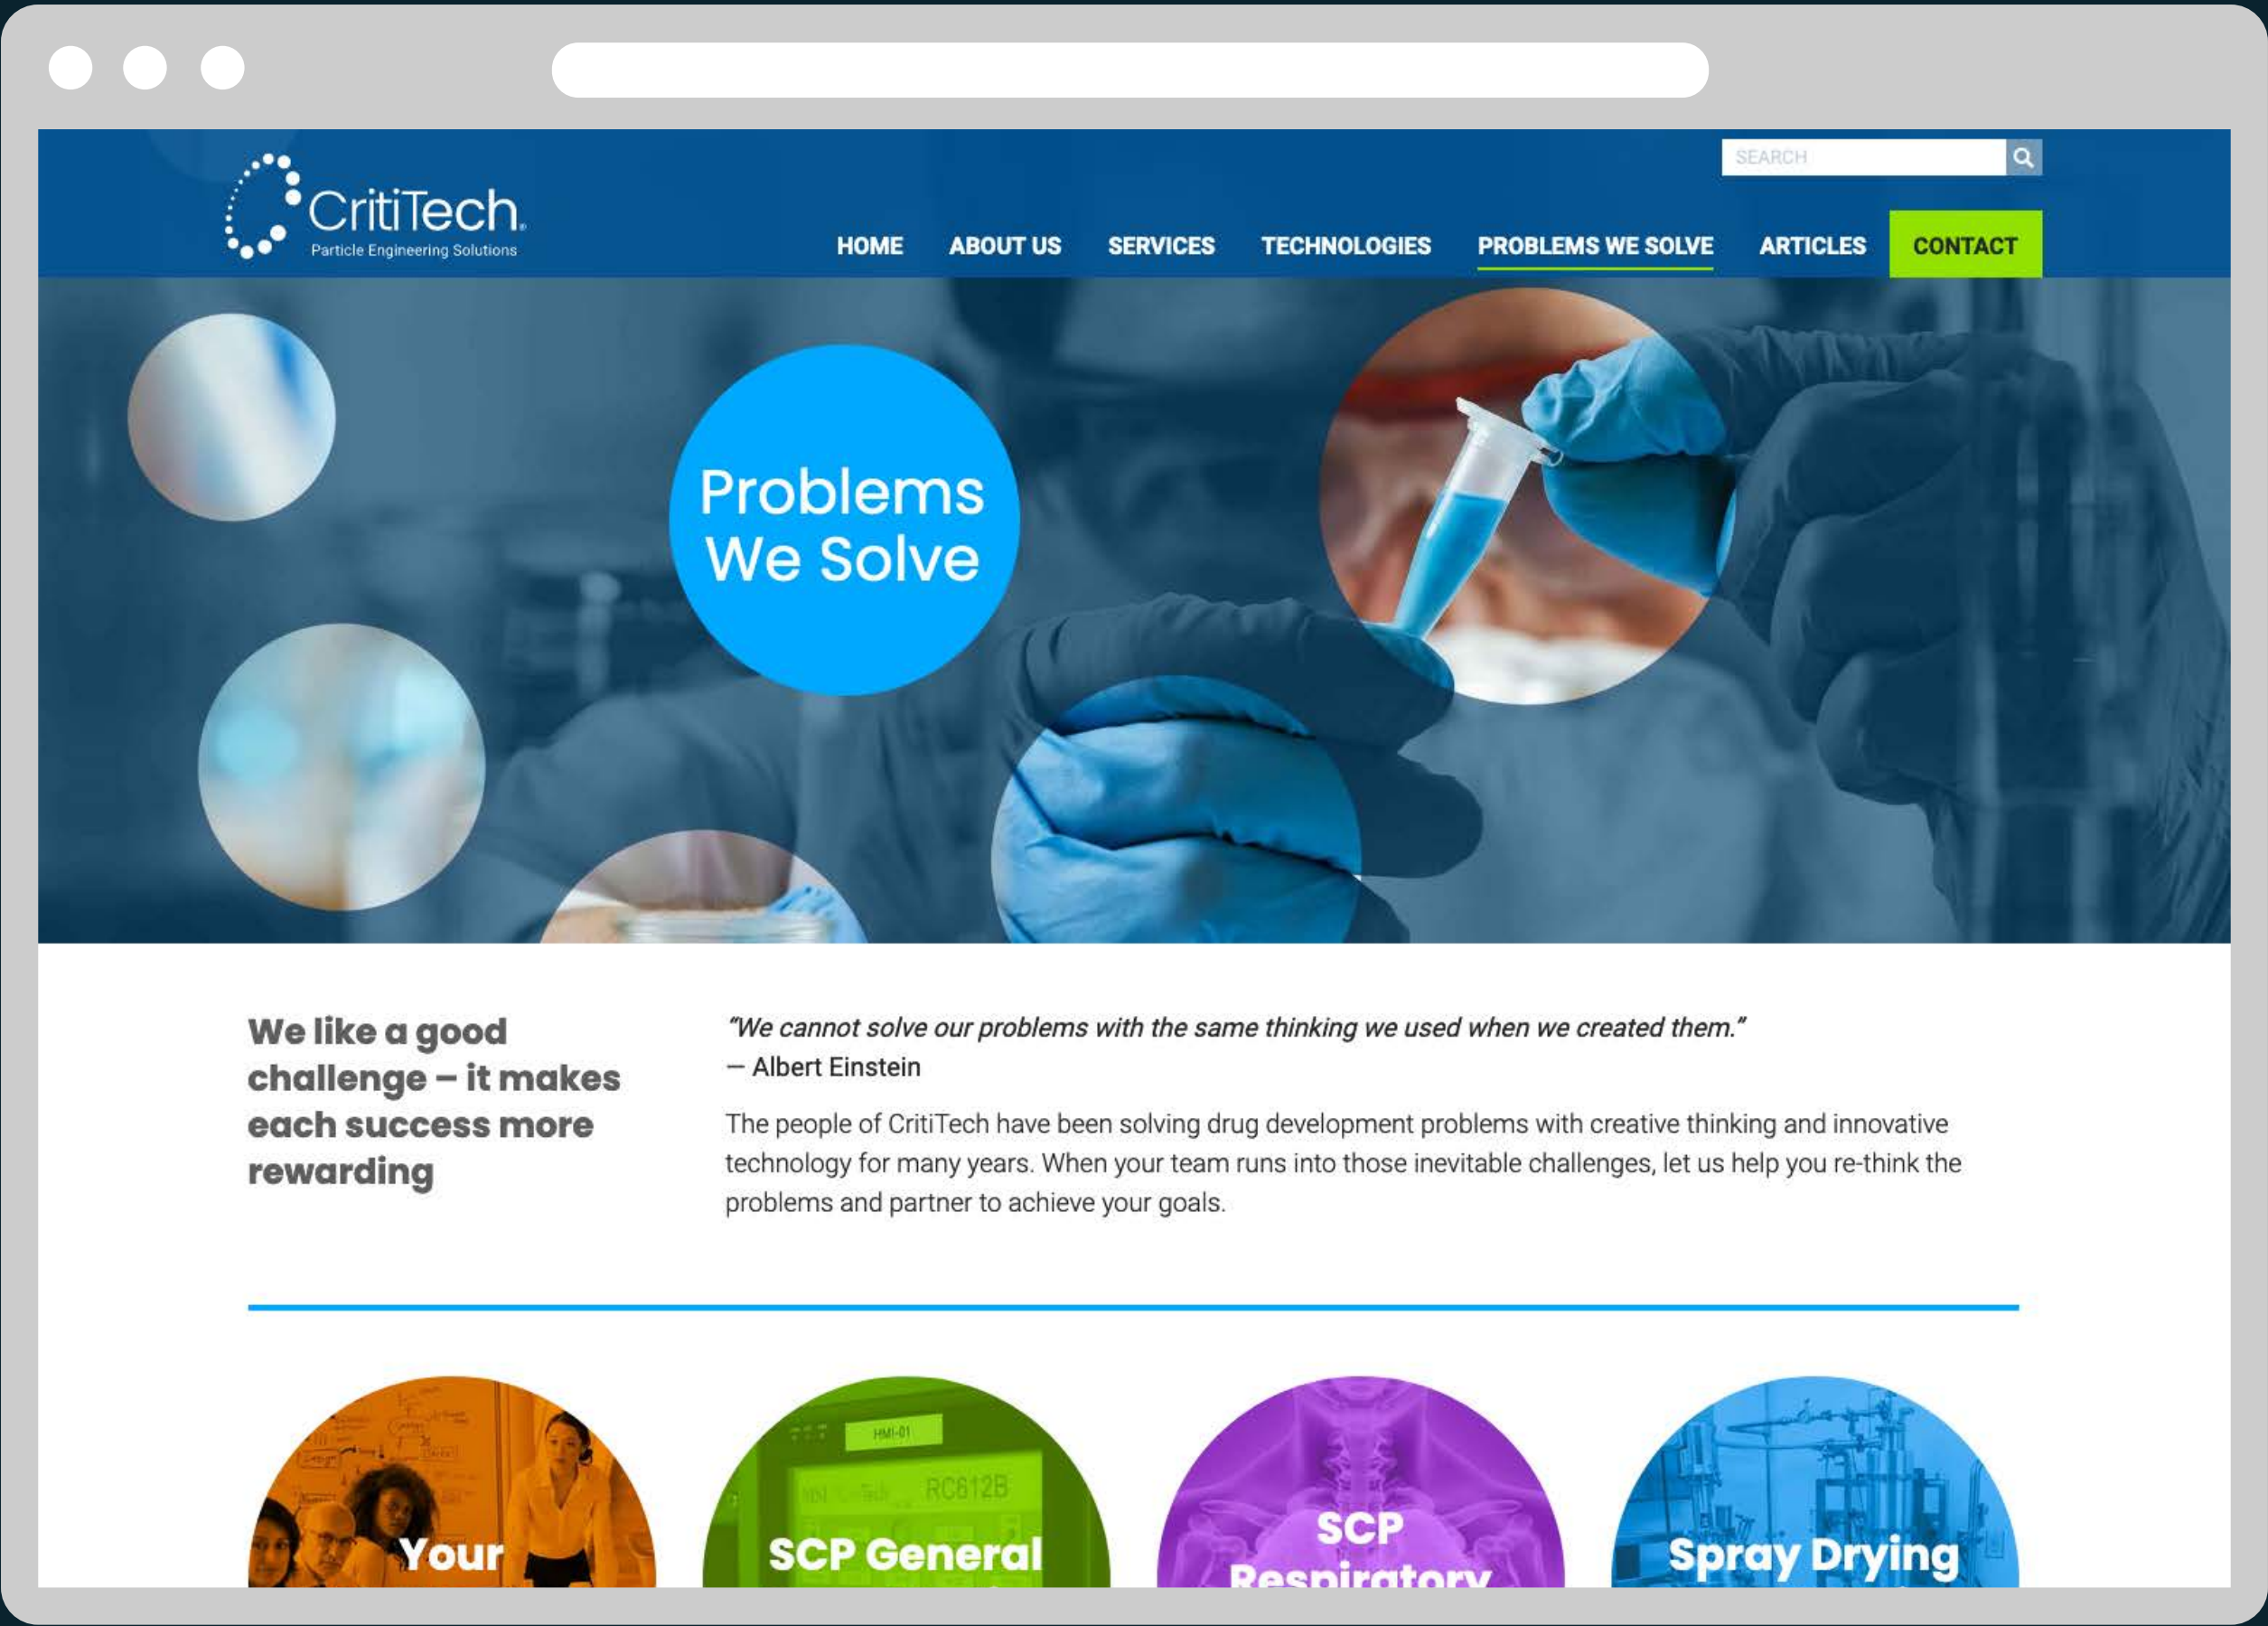 SEARCH
CritiTech®
Particle Engineering Solutions
HOME ABOUT US SERVICES TECHNOLOGIES PROBLEMS WE SOLVE ARTICLES CONTACT
Problems
We Solve
We like a good
challenge – it makes
each success more
rewarding
“We cannot solve our problems with the same thinking we used when we created them.”
— Albert Einstein
The people of CritiTech have been solving drug development problems with creative thinking and innovative
technology for many years. When your team runs into those inevitable challenges, let us help you re-think the
problems and partner to achieve your goals.
HMI-01
RC612B
Your
SCP General
SCP
Respiratory
Spray Drying